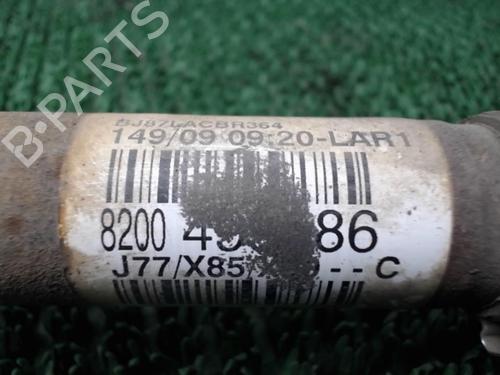 B-PARTS
BJ87LACBR364
149/09 09:20-LAR1
8200 86
J77/X85/ -- C